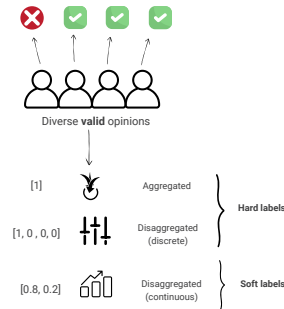 Diverse valid opinions
[1]
Aggregated
Hard labels
[1, 0 , 0, 0]
Disaggregated
(discrete)
[0.8, 0.2]
Disaggregated
(continuous)
Soft labels